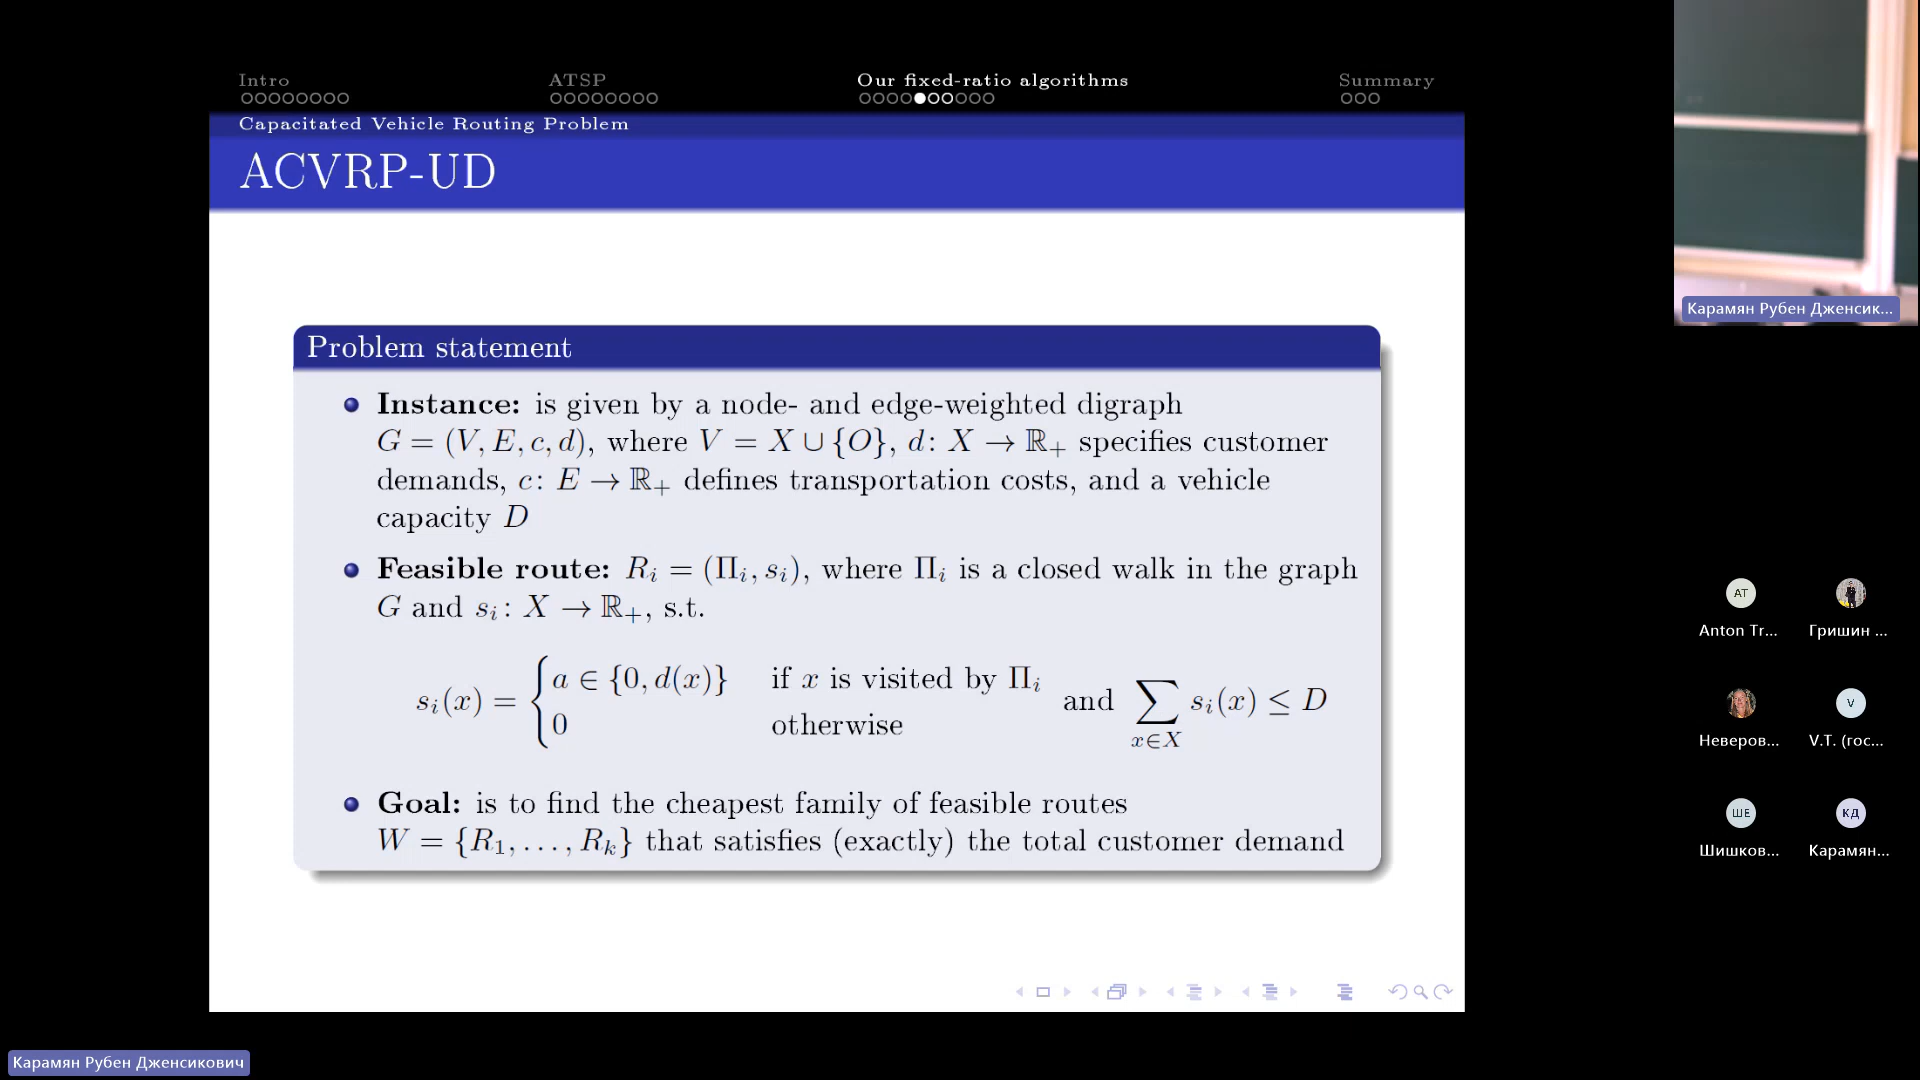 Intro ATSP Our fixed-ratio algorithms Summary
Capacitated Vehicle Routing Problem
ACVRP-UD
Problem statement
Instance: is given by a node- and edge-weighted digraph
G = (V, E, c, d), where V = X ∪ {O}, d: X → ℝ₊ specifies customer
demands, c: E → ℝ₊ defines transportation costs, and a vehicle
capacity D
Feasible route: Rᵢ = (Πᵢ, sᵢ), where Πᵢ is a closed walk in the graph
G and sᵢ: X → ℝ₊, s.t.
sᵢ(x) = { a ∈ {0, d(x)} if x is visited by Πᵢ
0 otherwise
and ∑_{x∈X} sᵢ(x) ≤ D
Goal: is to find the cheapest family of feasible routes
W = {R₁, . . . , Rₖ} that satisfies (exactly) the total customer demand
Карамян Рубен Дженсик...
AT
Anton Tr...
Гришин ...
Неверов...
V
V.T. (гос...
ШЕ
Шишков...
КД
Карамян...
Карамян Рубен Дженсикович